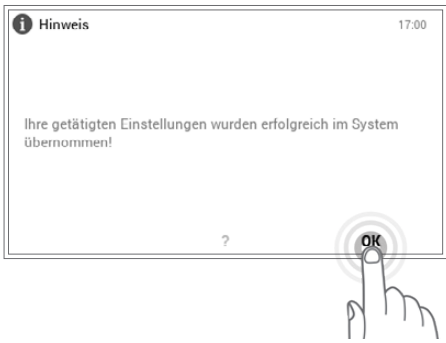 i Hinweis 17:00
Ihre getätigten Einstellungen wurden erfolgreich im System
übernommen!
? OK